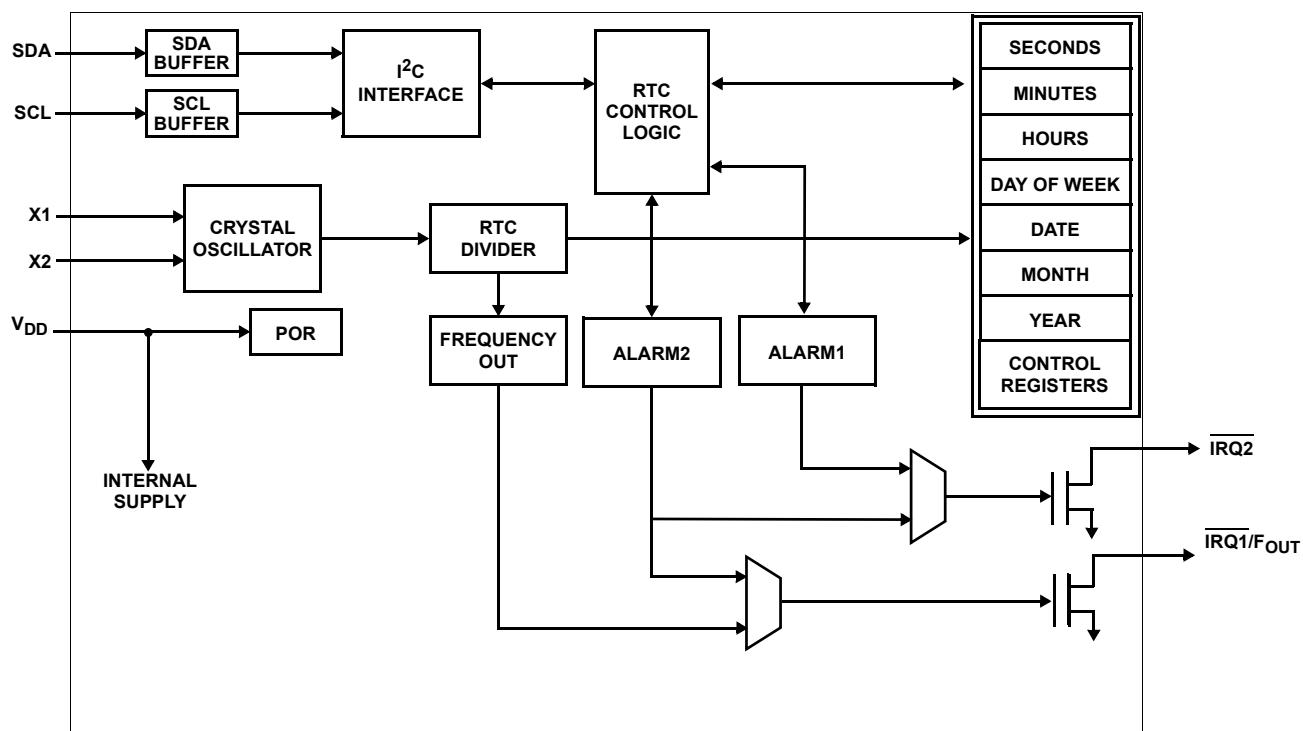 SDA
SDA
BUFFER
SCL
SCL
BUFFER
I²C
INTERFACE
RTC
CONTROL
LOGIC
SECONDS
MINUTES
HOURS
DAY OF WEEK
DATE
MONTH
YEAR
CONTROL
REGISTERS
X1
X2
CRYSTAL
OSCILLATOR
RTC
DIVIDER
VDD
POR
FREQUENCY
OUT
ALARM2
ALARM1
INTERNAL
SUPPLY
IRQ2
IRQ1/FOUT